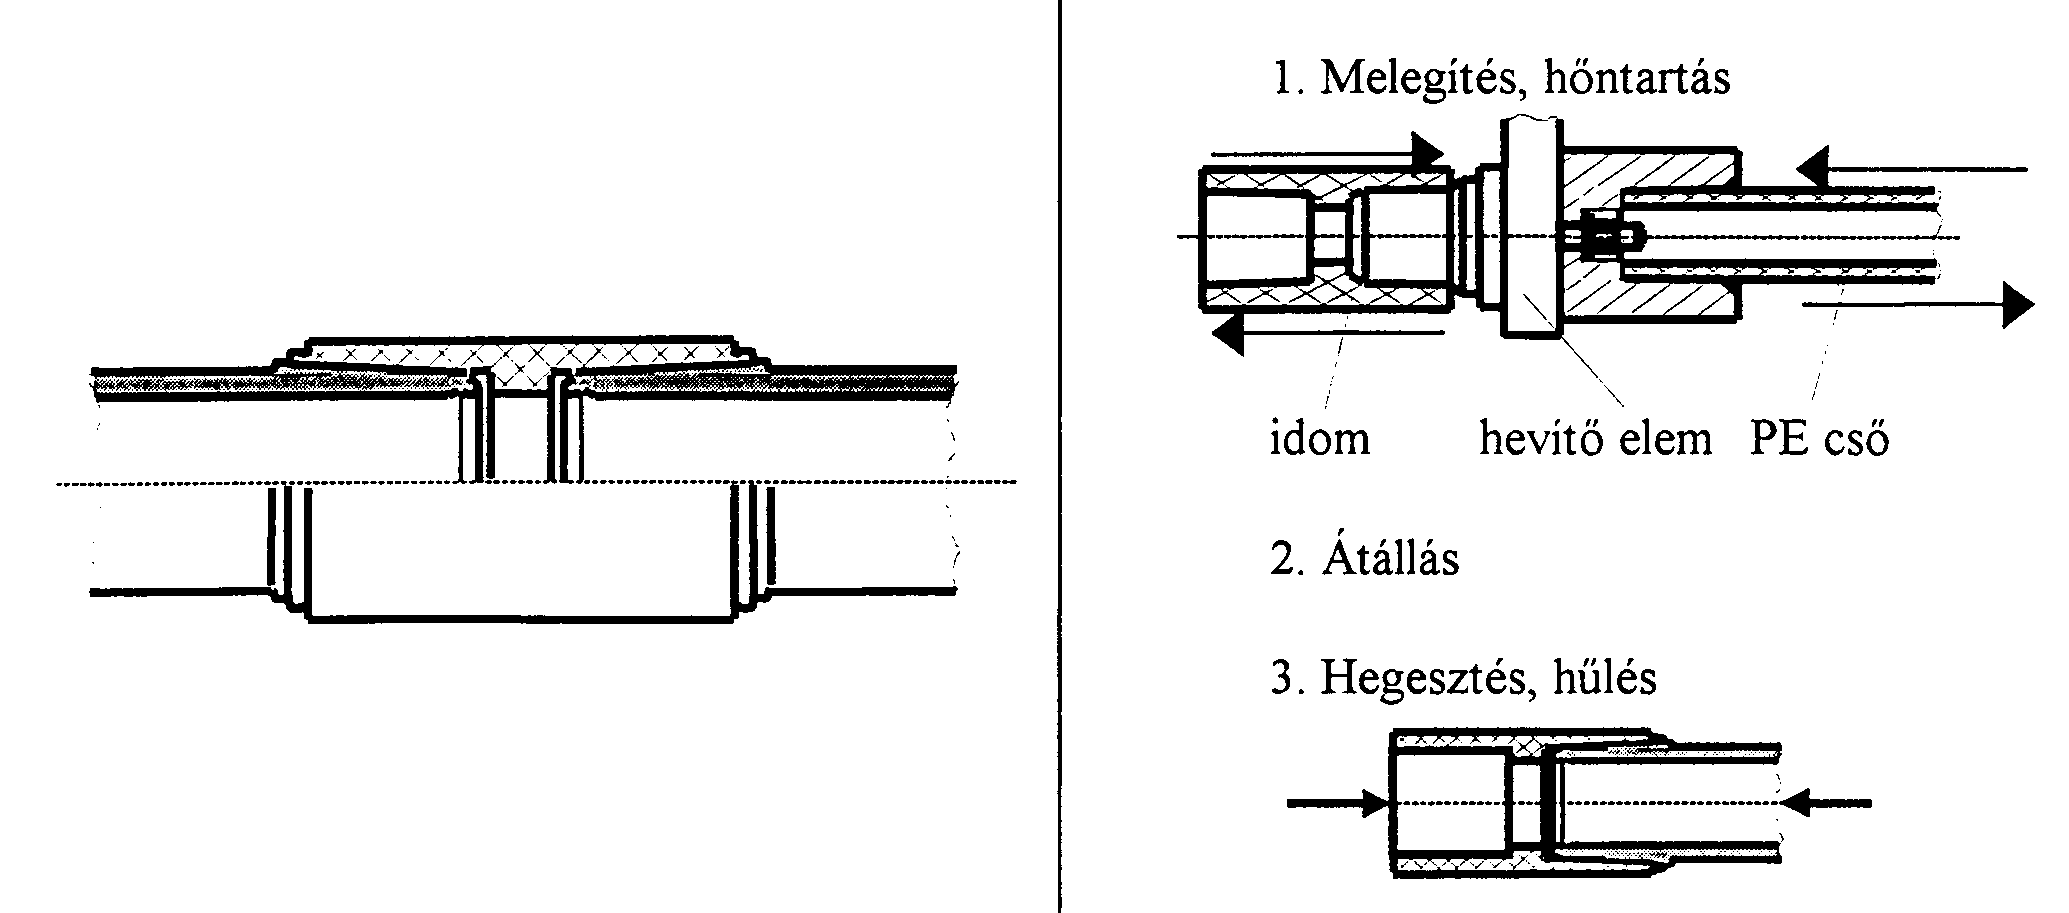 1. Melegítés, hőntartás
idom hevítő elem PE cső
2. Átállás
3. Hegesztés, hűlés